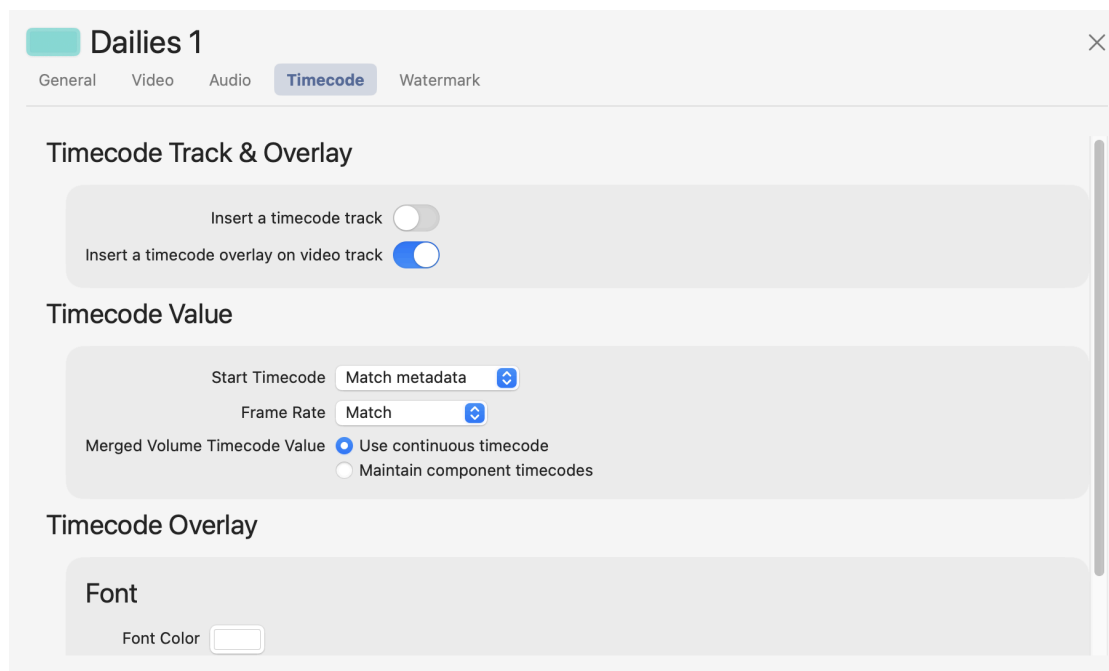 Dailies 1
General Video Audio Timecode Watermark
Timecode Track & Overlay
Insert a timecode track
Insert a timecode overlay on video track
Timecode Value
Start Timecode Match metadata
Frame Rate Match
Merged Volume Timecode Value Use continuous timecode
Maintain component timecodes
Timecode Overlay
Font
Font Color